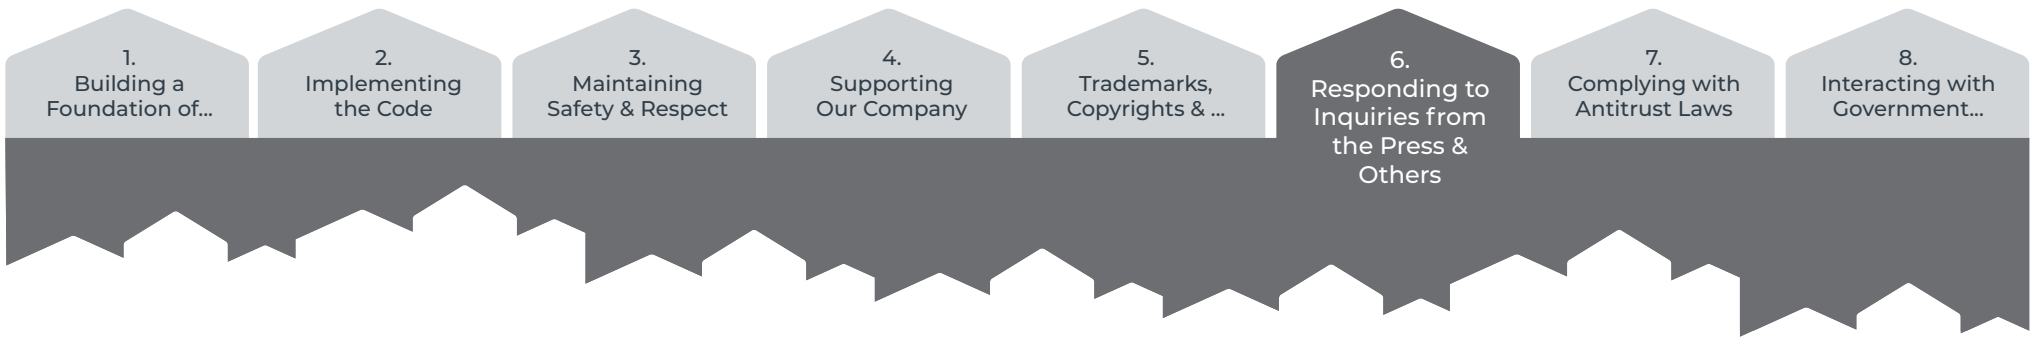 1.
Building a
Foundation of...
2.
Implementing
the Code
3.
Maintaining
Safety & Respect
4.
Supporting
Our Company
5.
Trademarks,
Copyrights & ...
6.
Responding to
Inquiries from
the Press &
Others
7.
Complying with
Antitrust Laws
8.
Interacting with
Government...